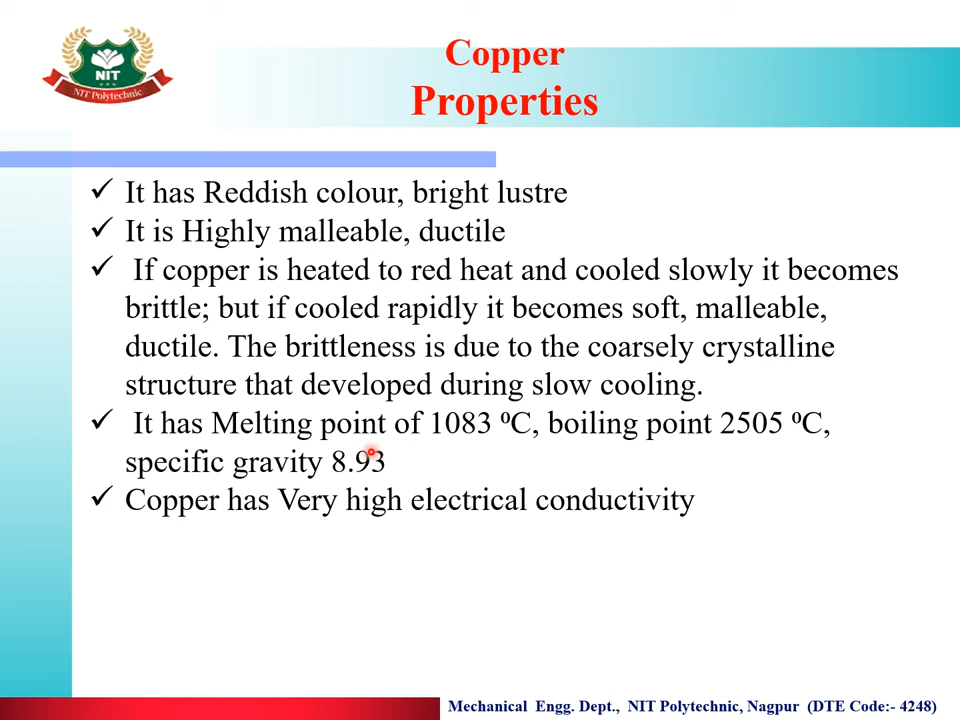 NIT
NIT Polytechnic
Copper
Properties
✓ It has Reddish colour, bright lustre
✓ It is Highly malleable, ductile
✓ If copper is heated to red heat and cooled slowly it becomes
brittle; but if cooled rapidly it becomes soft, malleable,
ductile. The brittleness is due to the coarsely crystalline
structure that developed during slow cooling.
✓ It has Melting point of 1083 ⁰C, boiling point 2505 ⁰C,
specific gravity 8.93
✓ Copper has Very high electrical conductivity
Mechanical Engg. Dept., NIT Polytechnic, Nagpur (DTE Code:- 4248)